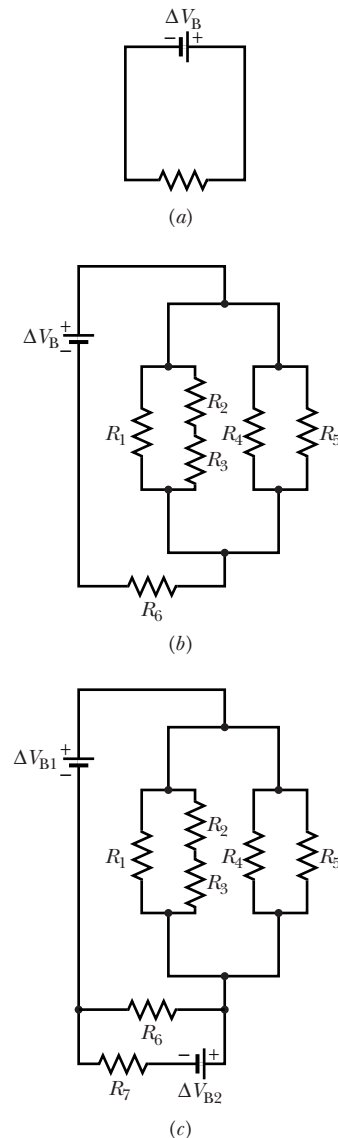 ΔV_B
− +
(a)
+
ΔV_B
−
R_2
R_1 R_4 R_5
R_3
R_6
(b)
+
ΔV_B1
−
R_2
R_1 R_4 R_5
R_3
R_6
− +
R_7 ΔV_B2
(c)